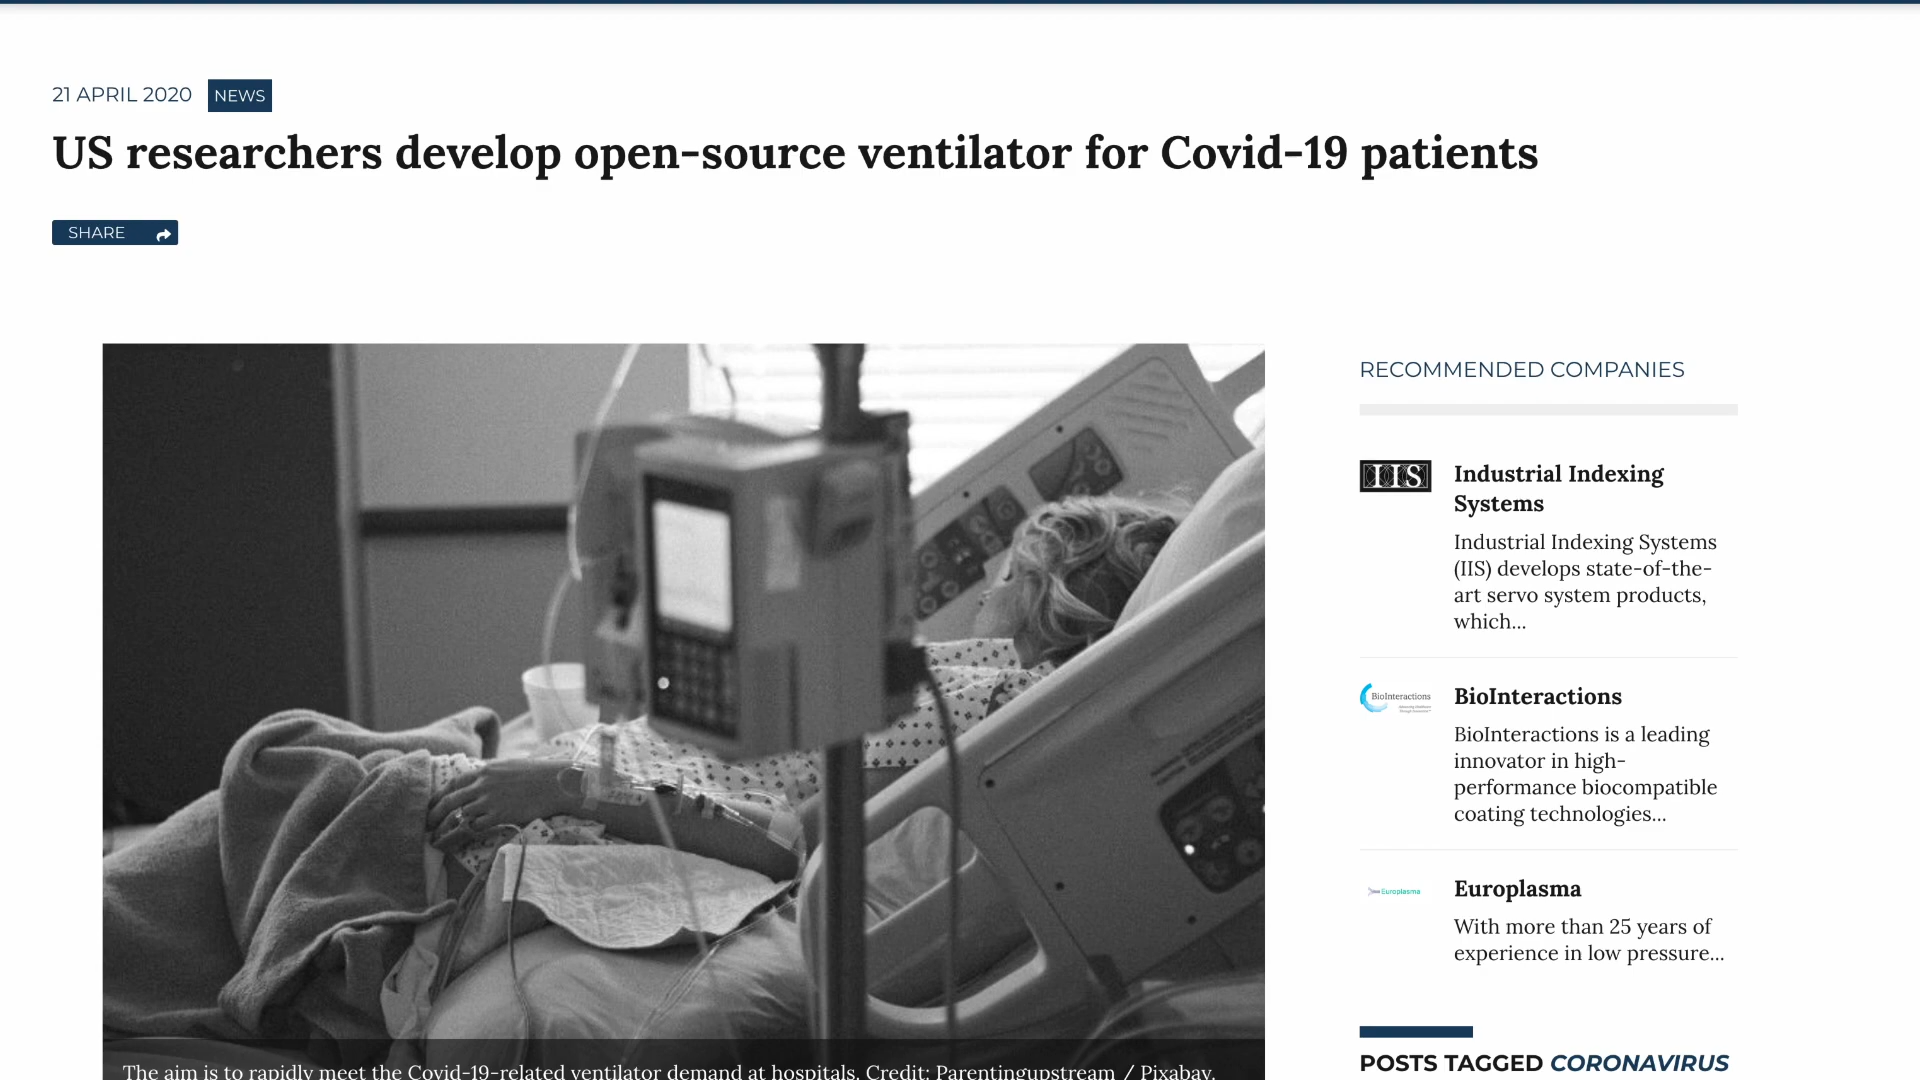 21 APRIL 2020 NEWS
US researchers develop open-source ventilator for Covid-19 patients
SHARE
The aim is to rapidly meet the Covid-19-related ventilator demand at hospitals. Credit: Parentingupstream / Pixabay.
RECOMMENDED COMPANIES
IIS
Industrial Indexing
Systems
Industrial Indexing Systems
(IIS) develops state-of-the-
art servo system products,
which...
BioInteractions
BioInteractions
BioInteractions is a leading
innovator in high-
performance biocompatible
coating technologies...
Europlasma
Europlasma
With more than 25 years of
experience in low pressure...
POSTS TAGGED CORONAVIRUS